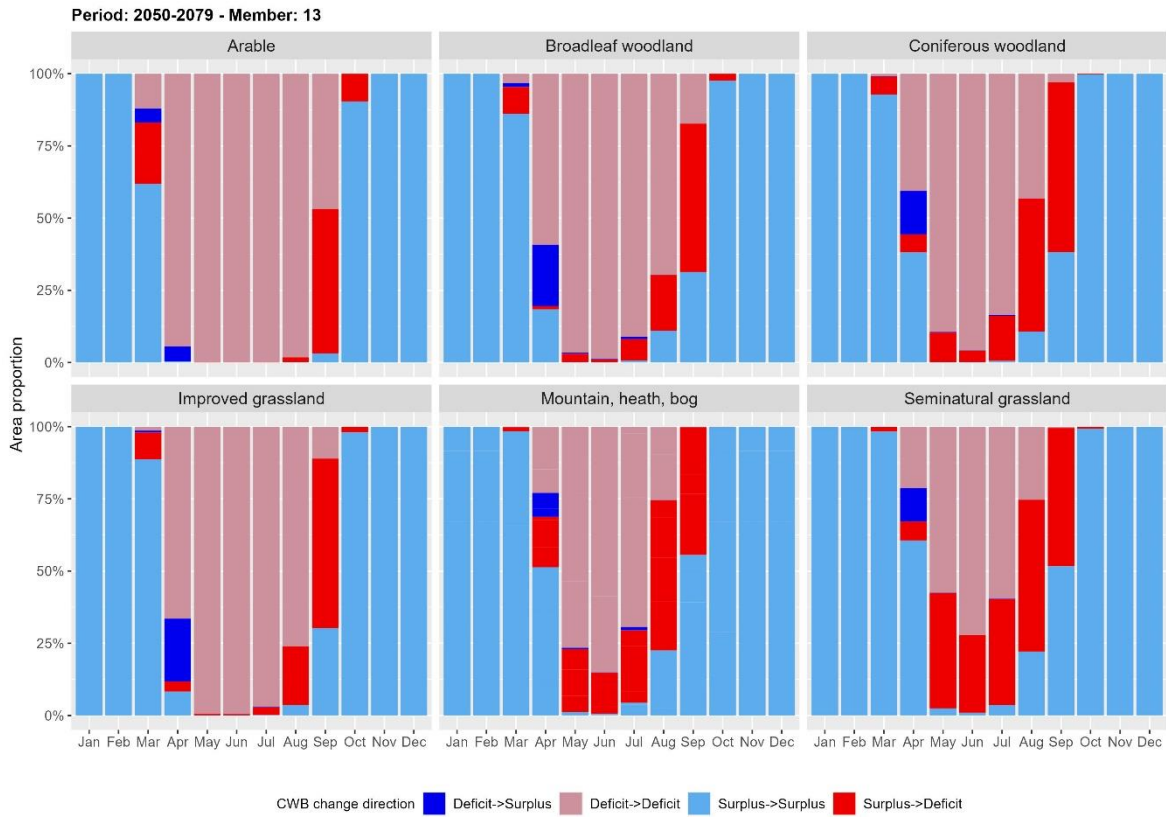 Period: 2050-2079 - Member: 13
Arable Broadleaf woodland Coniferous woodland
100%
75%
50%
25%
0%
Improved grassland Mountain, heath, bog Seminatural grassland
100%
75%
50%
25%
0%
Area proportion
Jan Feb Mar Apr May Jun Jul Aug Sep Oct Nov Dec Jan Feb Mar Apr May Jun Jul Aug Sep Oct Nov Dec Jan Feb Mar Apr May Jun Jul Aug Sep Oct Nov Dec
CWB change direction Deficit->Surplus Deficit->Deficit Surplus->Surplus Surplus->Deficit